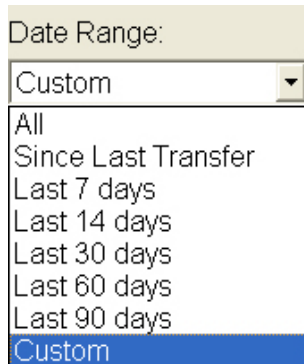 Date Range:
Custom
All
Since Last Transfer
Last 7 days
Last 14 days
Last 30 days
Last 60 days
Last 90 days
Custom